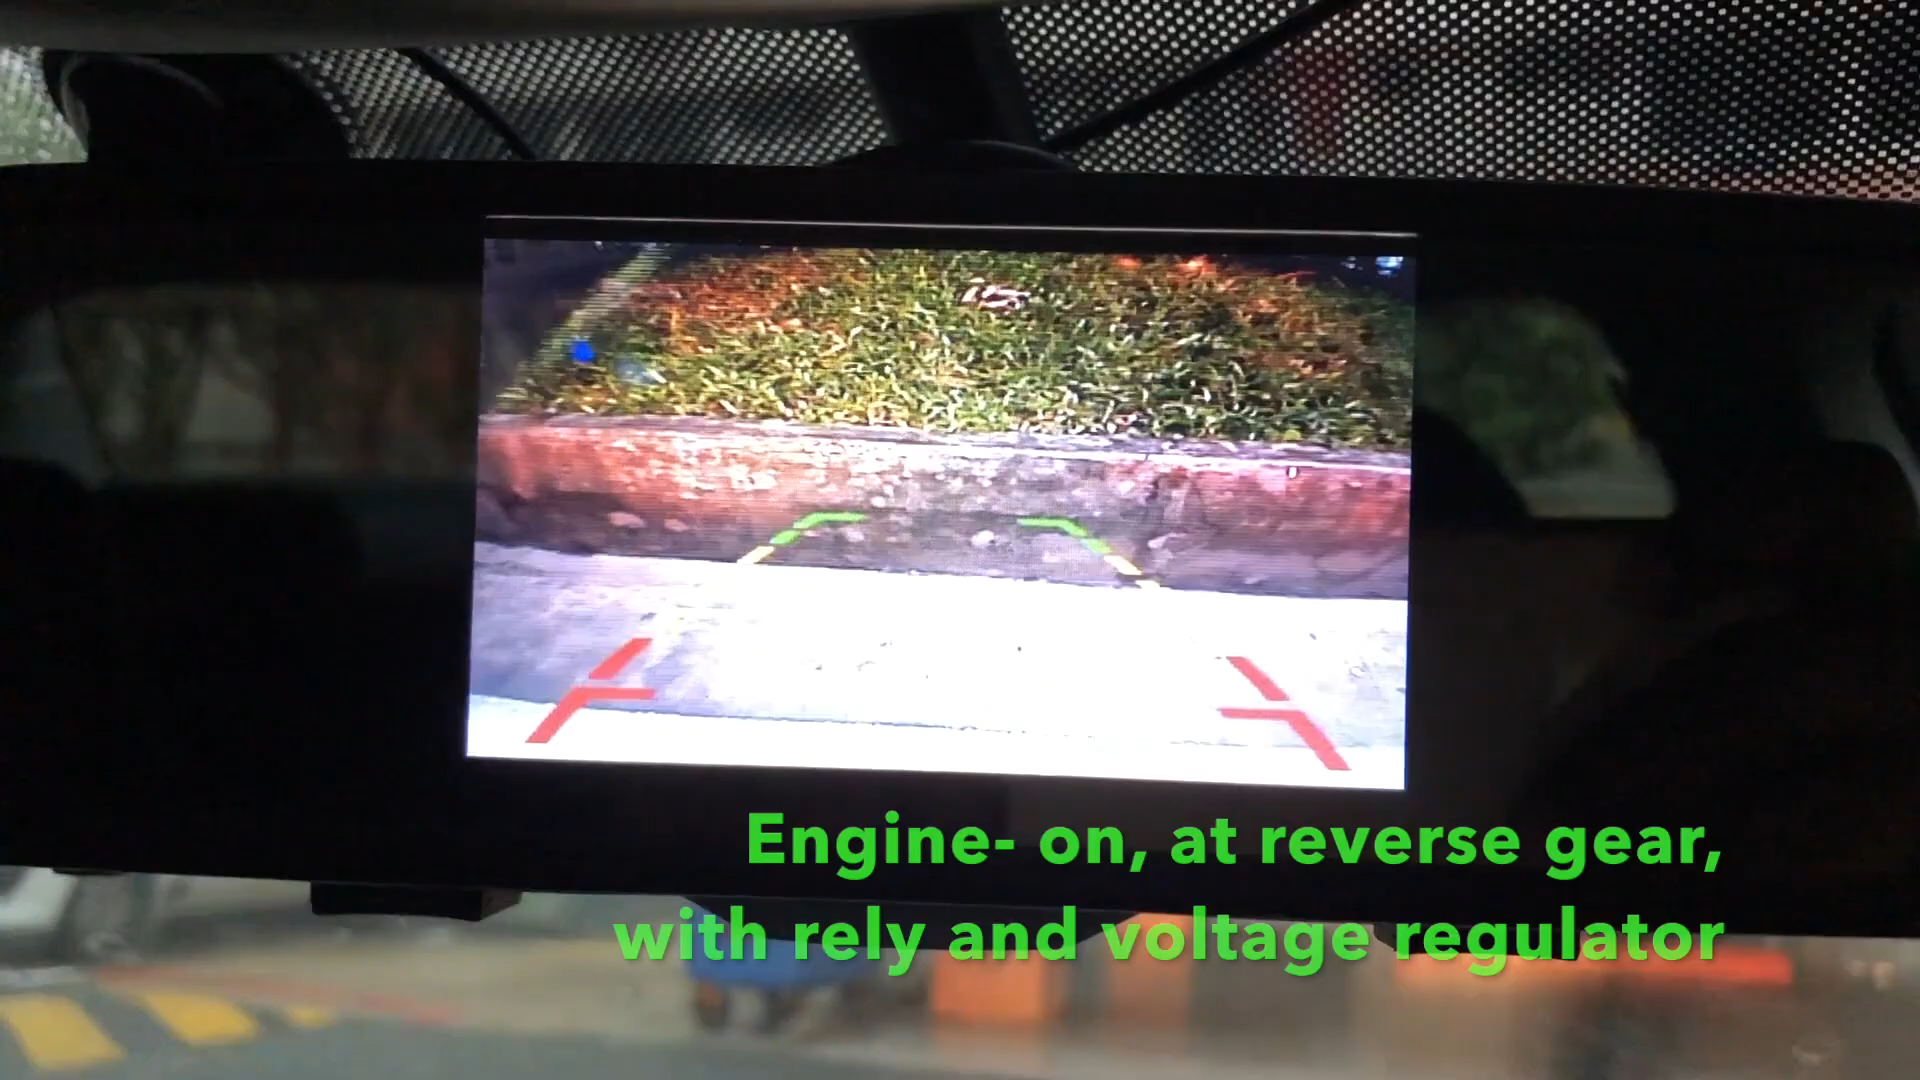 Engine- on, at reverse gear,
with rely and voltage regulator